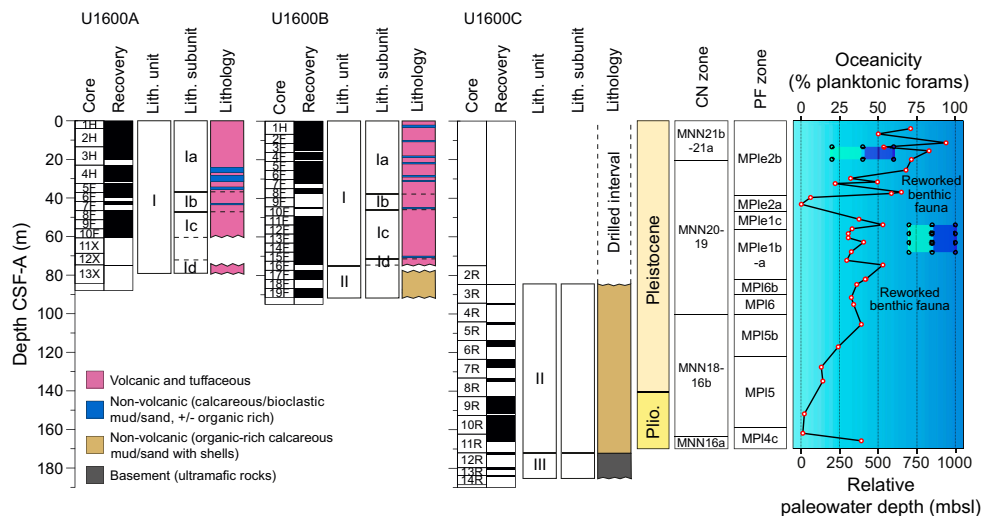 U1600A
U1600B
U1600C
Core
Recovery
Lith. unit
Lith. subunit
Lithology
Core
Recovery
Lith. unit
Lith. subunit
Lithology
Core
Recovery
Lith. unit
Lith. subunit
Lithology
CN zone
PF zone
Oceanicity
(% planktonic forams)
0 25 50 75 100
Depth CSF-A (m)
0
20
40
60
80
100
120
140
160
180
1H
2H
3H
4H
5F
6F
7F
8F
9F
10F
11X
12X
13X
I
Ia
Ib
Ic
Id
1H
2F
3F
4F
5F
6F
7F
8F
9F
10F
11F
12F
13F
14F
15F
16F
17F
18F
19F
I
II
Ia
Ib
Ic
Id
2R
3R
4R
5R
6R
7R
8R
9R
10R
11R
12R
13R
14R
II
III
Drilled interval
Pleistocene
Plio.
MNN21b
-21a
MNN20-
19
MNN18-
16b
MNN16a
MPle2b
MPle2a
MPle1c
MPle1b
-a
MPl6b
MPl6
MPl5b
MPl5
MPl4c
Reworked
benthic
fauna
Reworked
benthic fauna
Volcanic and tuffaceous
Non-volcanic (calcareous/bioclastic
mud/sand, +/- organic rich)
Non-volcanic (organic-rich calcareous
mud/sand with shells)
Basement (ultramafic rocks)
0 250 500 750 1000
Relative
paleowater depth (mbsl)